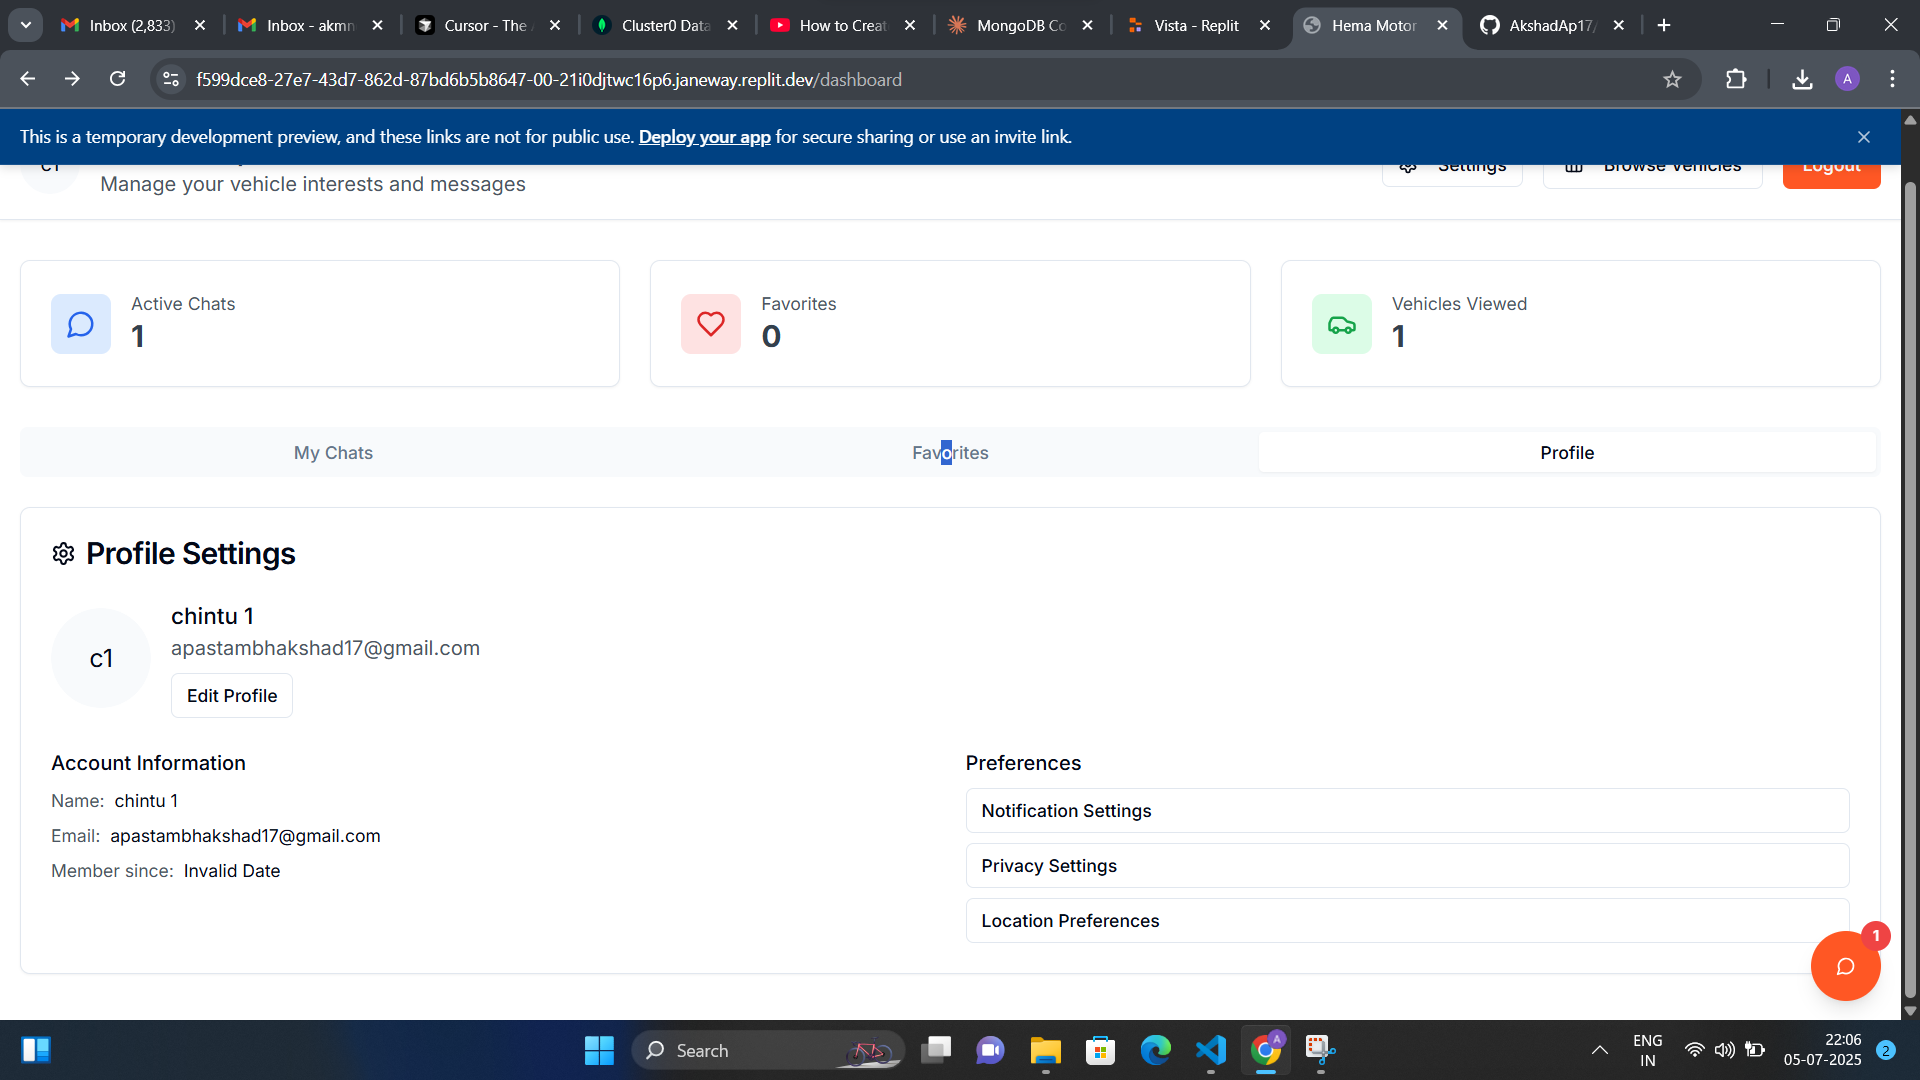 Inbox (2,833)
Inbox - akmn
Cursor - The
Cluster0 Data
How to Creat
MongoDB Co
Vista - Replit
Hema Motor
AkshadAp17/
f599dce8-27e7-43d7-862d-87bd6b5b8647-00-21i0djtwc16p6.janeway.replit.dev/dashboard
A
This is a temporary development preview, and these links are not for public use. Deploy your app for secure sharing or use an invite link.
c1
Manage your vehicle interests and messages
Settings
Browse Vehicles
Logout
Active Chats
1
Favorites
0
Vehicles Viewed
1
My Chats
Favorites
Profile
Profile Settings
c1
chintu 1
apastambhakshad17@gmail.com
Edit Profile
Account Information
Name: chintu 1
Email: apastambhakshad17@gmail.com
Member since: Invalid Date
Preferences
Notification Settings
Privacy Settings
Location Preferences
1
Search
A
ENG
IN
22:06
05-07-2025
2